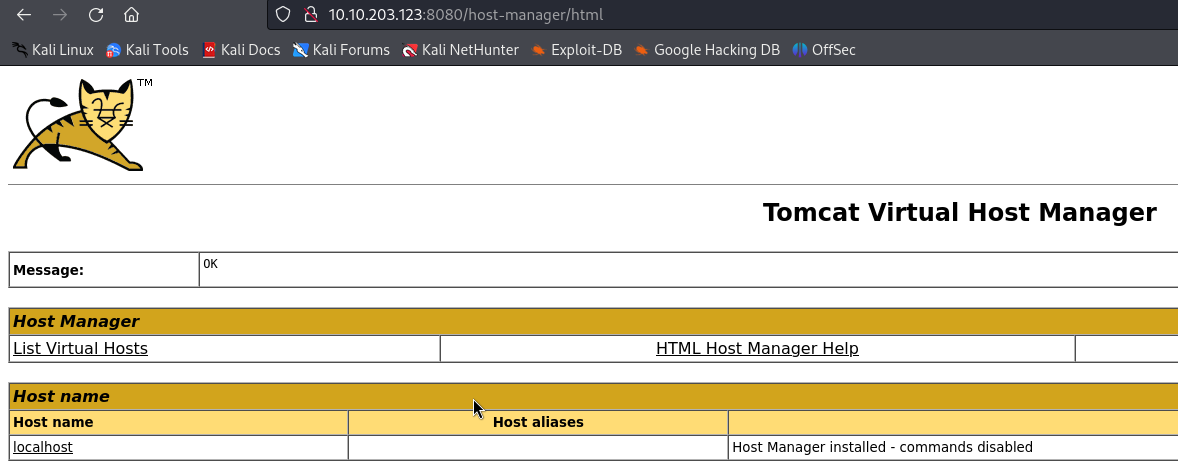 10.10.203.123:8080/host-manager/html
Kali Linux Kali Tools Kali Docs Kali Forums Kali NetHunter Exploit-DB Google Hacking DB OffSec
TM
Tomcat Virtual Host Manager
Message: OK
Host Manager
List Virtual Hosts HTML Host Manager Help
Host name
Host name Host aliases
localhost Host Manager installed - commands disabled